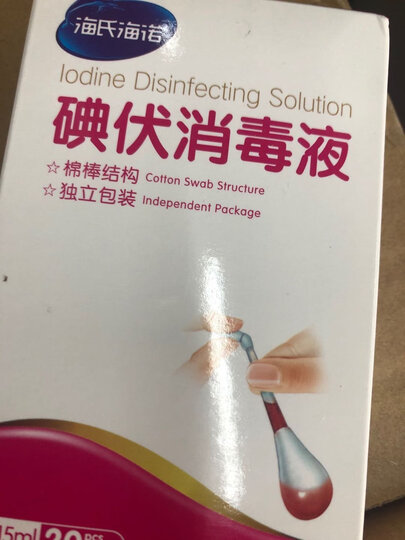 海氏海诺
Iodine Disinfecting Solution
碘伏消毒液
☆棉棒结构 Cotton Swab Structure
☆独立包装 Independent Package